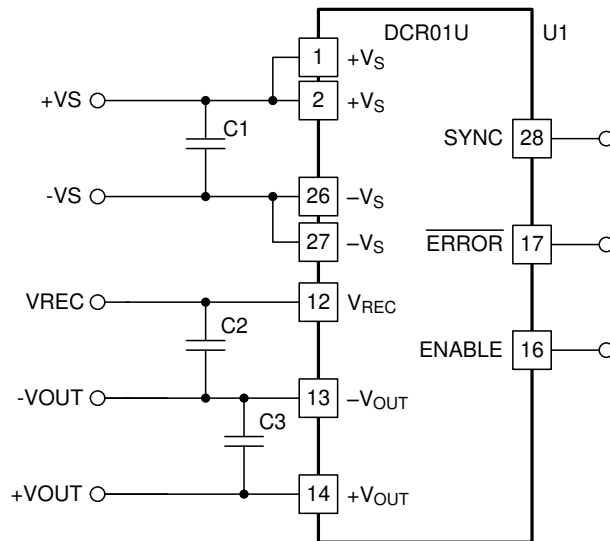 DCR01U U1
1 +VS
+VS 2 +VS
C1
SYNC 28
-VS 26 –VS
27 –VS
ERROR 17
VREC 12 VREC
C2
ENABLE 16
-VOUT 13 –VOUT
C3
+VOUT 14 +VOUT